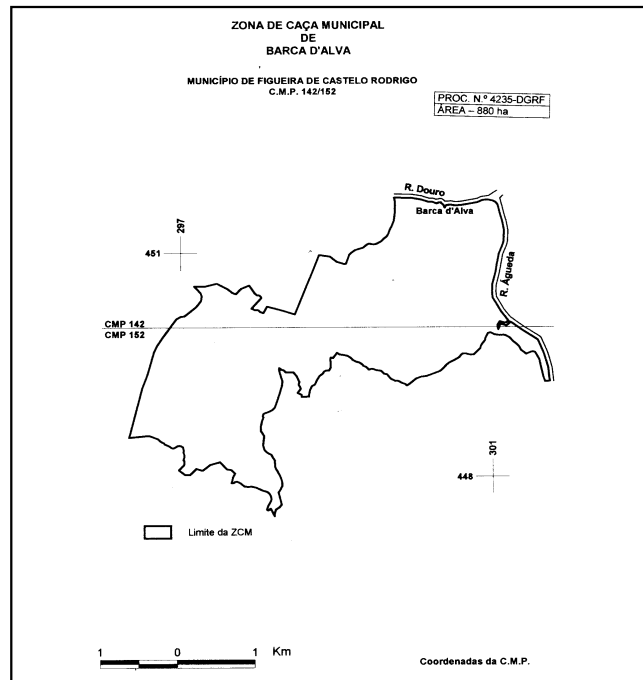 ZONA DE CAÇA MUNICIPAL
DE
BARCA D'ALVA
MUNICÍPIO DE FIGUEIRA DE CASTELO RODRIGO
C.M.P. 142/152
PROC. N.º 4235-DGRF
ÁREA – 880 ha
R. Douro
Barca d'Alva
297
451
R. Águeda
CMP 142
CMP 152
301
448
Limite da ZCM
1 0 1 Km
Coordenadas da C.M.P.